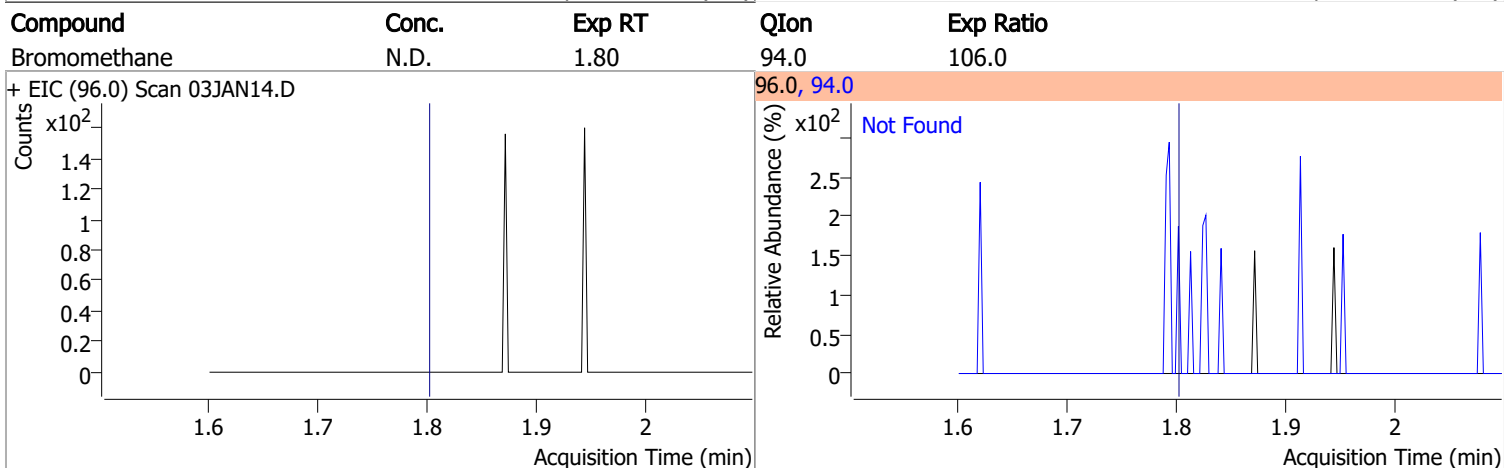 Compound Conc. Exp RT QIon Exp Ratio
Bromomethane N.D. 1.80 94.0 106.0
+ EIC (96.0) Scan 03JAN14.D
Counts
x10²
1.4
1.2
1
0.8
0.6
0.4
0.2
0
1.6 1.7 1.8 1.9 2
Acquisition Time (min)
96.0, 94.0
Relative Abundance (%)
x10²
Not Found
2.5
2
1.5
1
0.5
0
1.6 1.7 1.8 1.9 2
Acquisition Time (min)